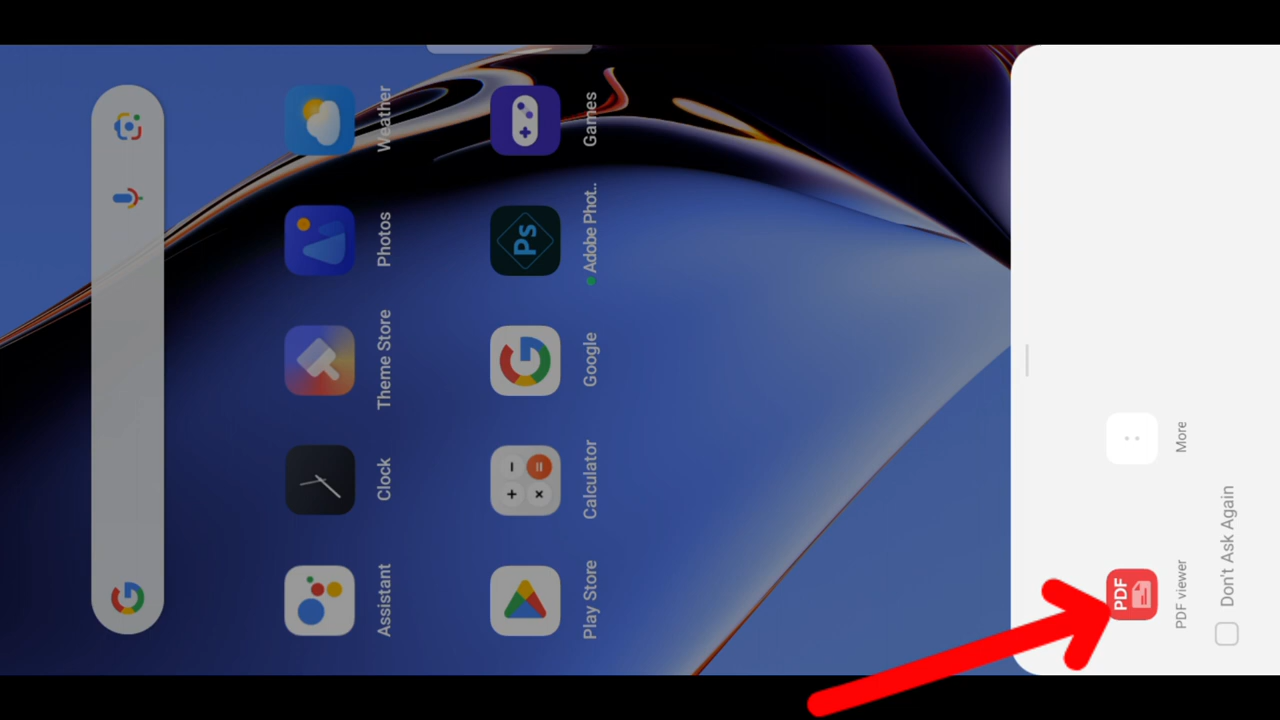 Weather
Photos
Theme Store
Clock
Assistant
Games
Ps
Adobe Phot..
Google
Calculator
Play Store
More
PDF
PDF viewer
Don't Ask Again